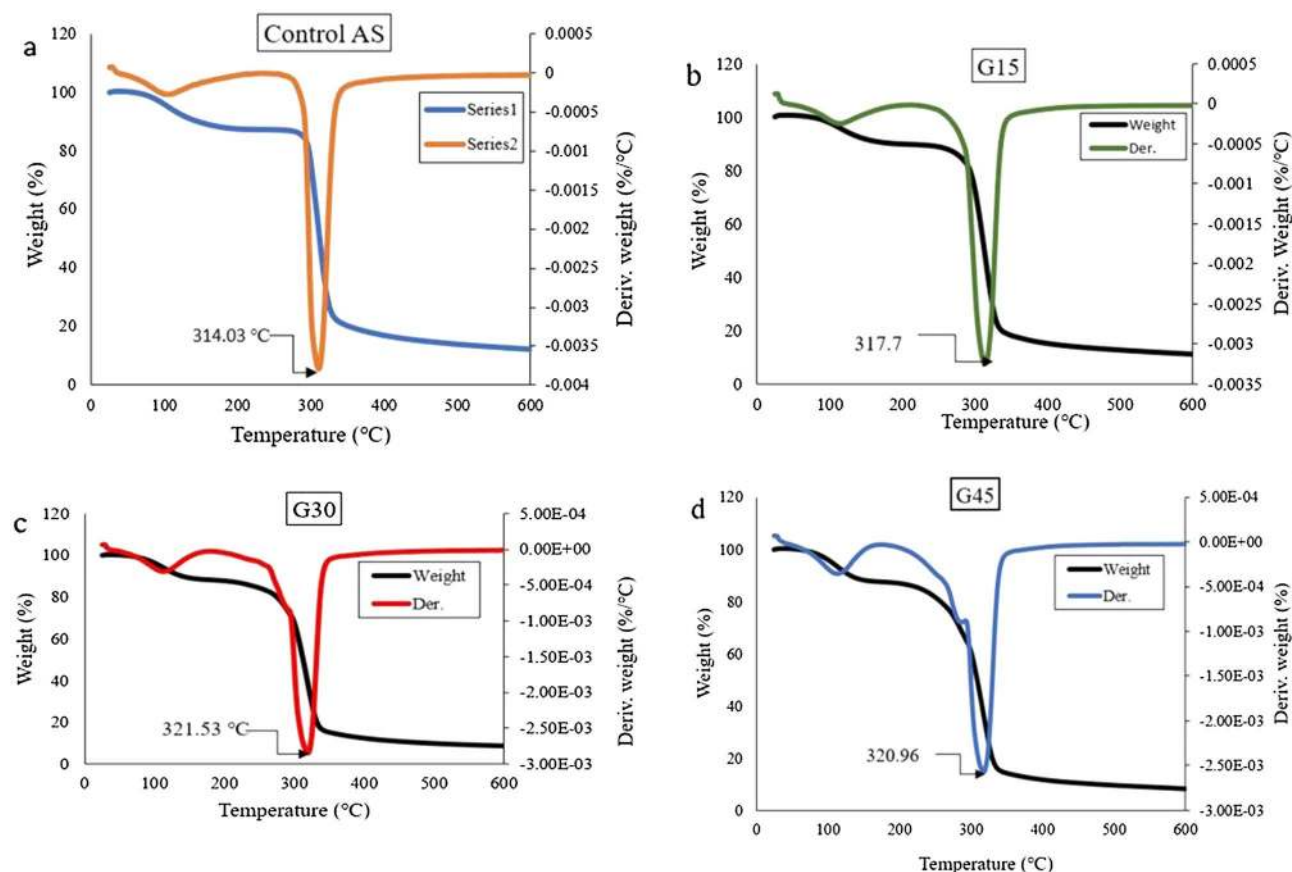 a
Control AS
120
100
80
60
40
20
0
Weight (%)
0 100 200 300 400 500 600
Temperature (°C)
0.0005
0
-0.0005
-0.001
-0.0015
-0.002
-0.0025
-0.003
-0.0035
-0.004
Deriv. weight (%/°C)
Series1
Series2
314.03 °C
b
G15
120
100
80
60
40
20
0
Weight (%)
0 100 200 300 400 500 600
Temperature (°C)
0.0005
0
-0.0005
-0.001
-0.0015
-0.002
-0.0025
-0.003
-0.0035
Deriv. Weight (%/°C)
Weight
Der.
317.7
c
G30
120
100
80
60
40
20
0
Weight (%)
0 100 200 300 400 500 600
Temperature (°C)
5.00E-04
0.00E+00
-5.00E-04
-1.00E-03
-1.50E-03
-2.00E-03
-2.50E-03
-3.00E-03
Deriv. weight (%/°C)
Weight
Der.
321.53 °C
d
G45
120
100
80
60
40
20
0
Weight (%)
0 100 200 300 400 500 600
Temperature (°C)
5.00E-04
0.00E+00
-5.00E-04
-1.00E-03
-1.50E-03
-2.00E-03
-2.50E-03
-3.00E-03
Deriv. weight (%)
Weight
Der.
320.96